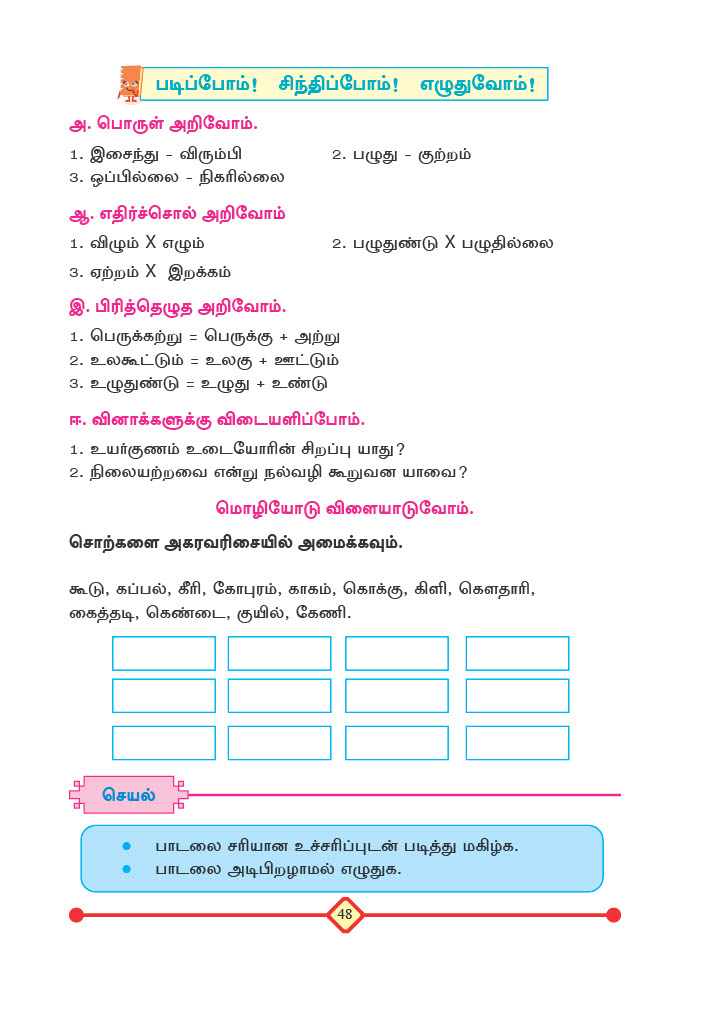 படிப்போம்! சிந்திப்போம்! எழுதுவோம்!
அ. பொருள் அறிவோம்.
1. இசைந்து - விரும்பி 2. பழுது - குற்றம்
3. ஒப்பில்லை - நிகரில்லை
ஆ. எதிர்ச்சொல் அறிவோம்
1. விழும் X எழும் 2. பழுதுண்டு X பழுதில்லை
3. ஏற்றம் X இறக்கம்
இ. பிரித்தெழுத அறிவோம்.
1. பெருக்கற்று = பெருக்கு + அற்று
2. உலகூட்டும் = உலகு + ஊட்டும்
3. உழுதுண்டு = உழுது + உண்டு
ஈ. வினாக்களுக்கு விடையளிப்போம்.
1. உயர்குணம் உடையோரின் சிறப்பு யாது?
2. நிலையற்றவை என்று நல்வழி கூறுவன யாவை?
மொழியோடு விளையாடுவோம்.
சொற்களை அகரவரிசையில் அமைக்கவும்.
கூடு, கப்பல், கீரி, கோபுரம், காகம், கொக்கு, கிளி, கௌதாரி,
கைத்தடி, கெண்டை, குயில், கேணி.
செயல்
● பாடலை சரியான உச்சரிப்புடன் படித்து மகிழ்க.
● பாடலை அடிபிறழாமல் எழுதுக.
48